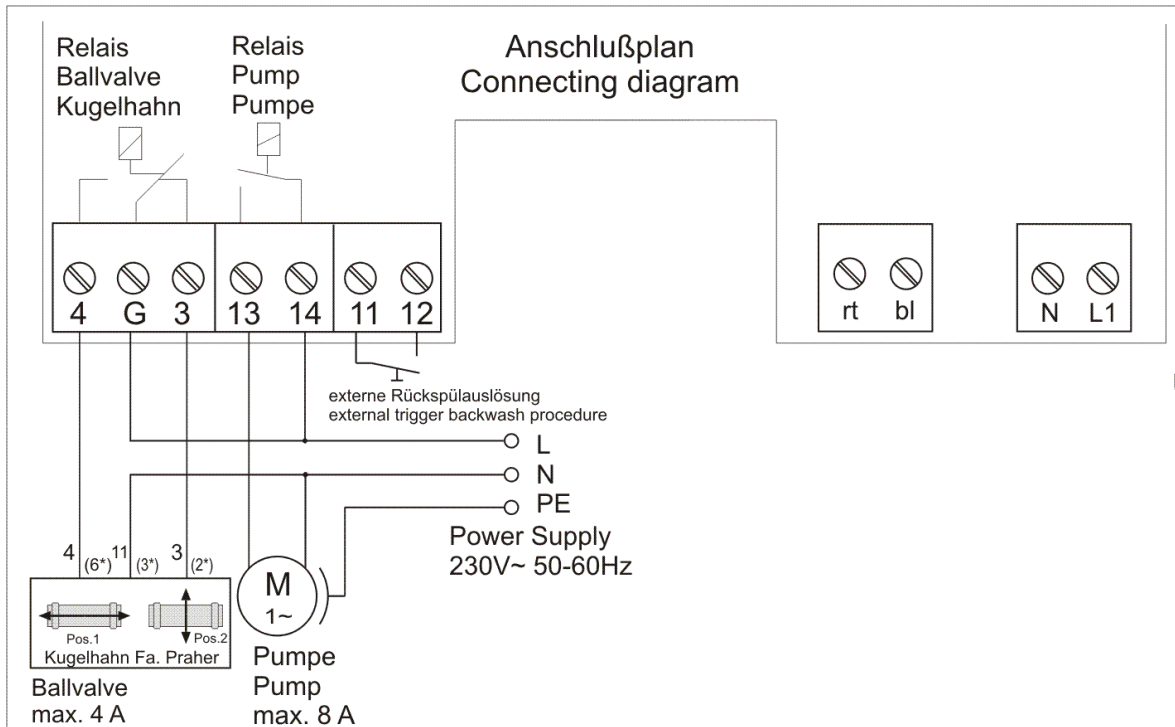 Relais
Ballvalve
Kugelhahn
Relais
Pump
Pumpe
Anschlußplan
Connecting diagram
4 G 3 13 14 11 12
rt bl
N L1
externe Rückspülauslösung
external trigger backwash procedure
L
N
PE
Power Supply
230V~ 50-60Hz
4 (6*) 11 (3*) 3 (2*)
Pos.1 Pos.2
Kugelhahn Fa. Praher
M
1~
Ballvalve
max. 4 A
Pumpe
Pump
max. 8 A